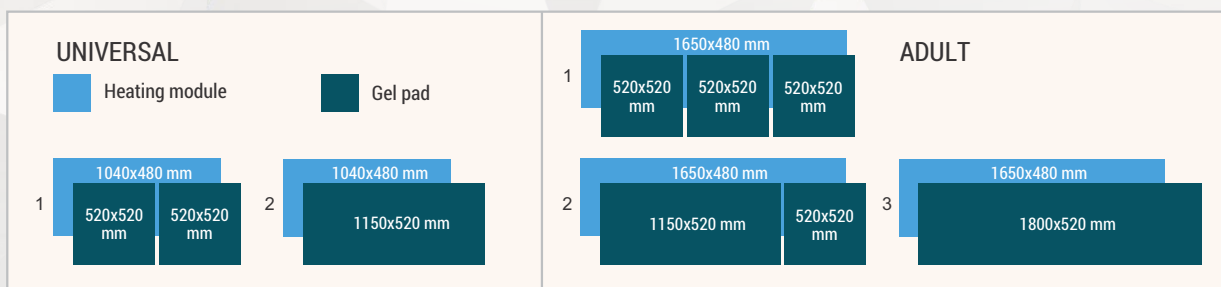 UNIVERSAL
Heating module
Gel pad
1
1040x480 mm
520x520
mm
520x520
mm
2
1040x480 mm
1150x520 mm
ADULT
1
1650x480 mm
520x520
mm
520x520
mm
520x520
mm
2
1650x480 mm
1150x520 mm
520x520
mm
3
1650x480 mm
1800x520 mm